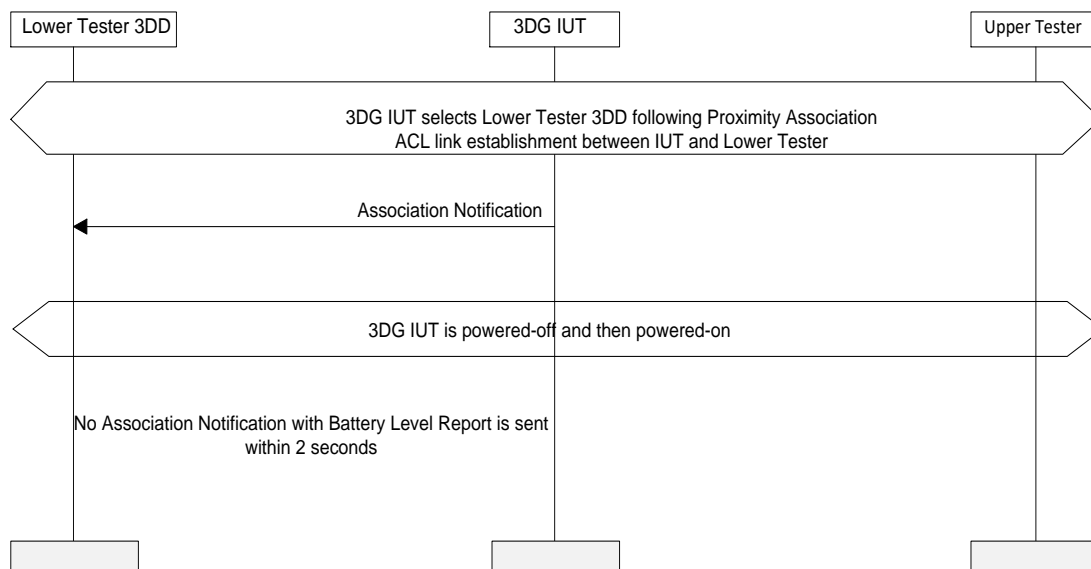 Lower Tester 3DD
3DG IUT
Upper Tester
3DG IUT selects Lower Tester 3DD following Proximity Association
ACL link establishment between IUT and Lower Tester
Association Notification
3DG IUT is powered-off and then powered-on
No Association Notification with Battery Level Report is sent
within 2 seconds